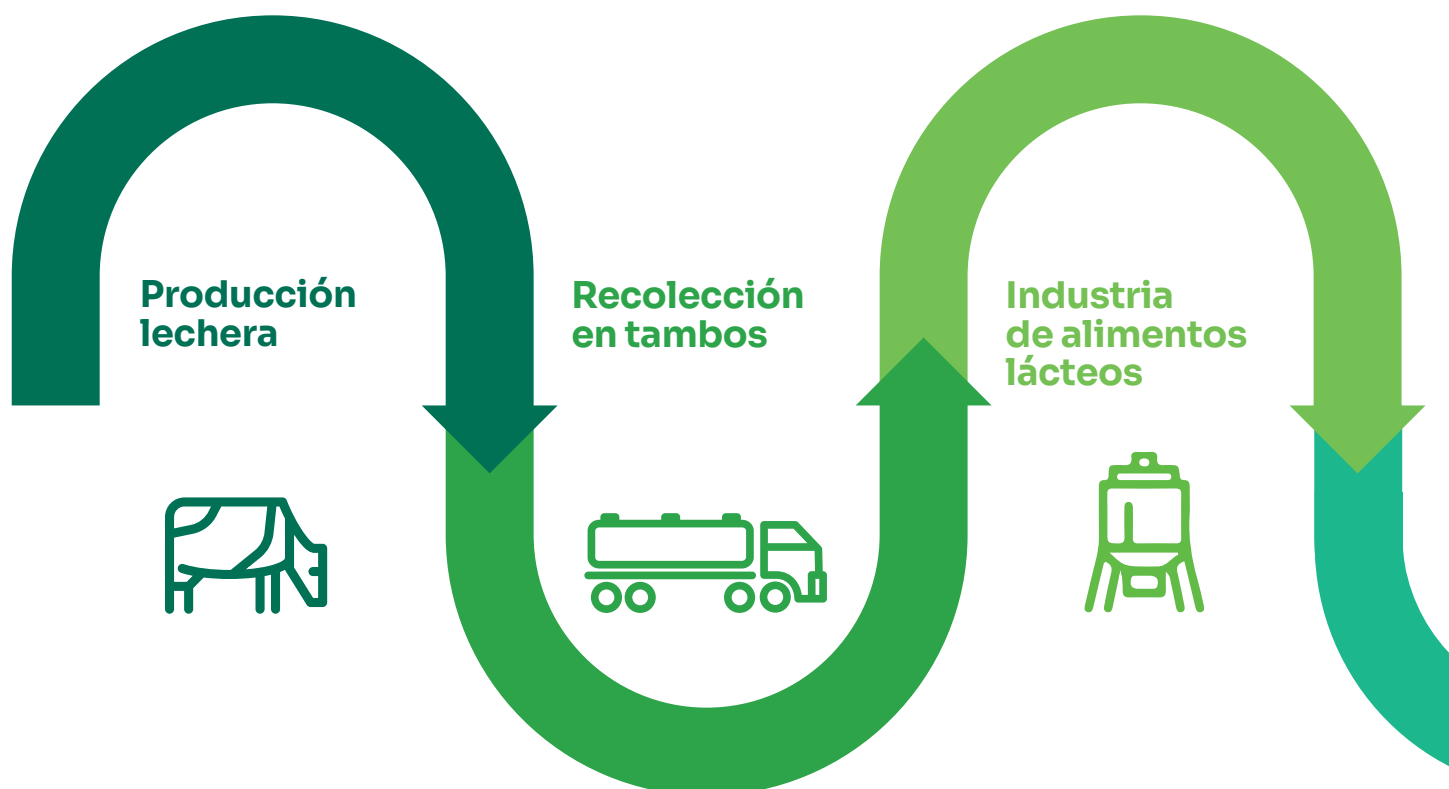 Producción
lechera
Recolección
en tambos
Industria
de alimentos
lácteos